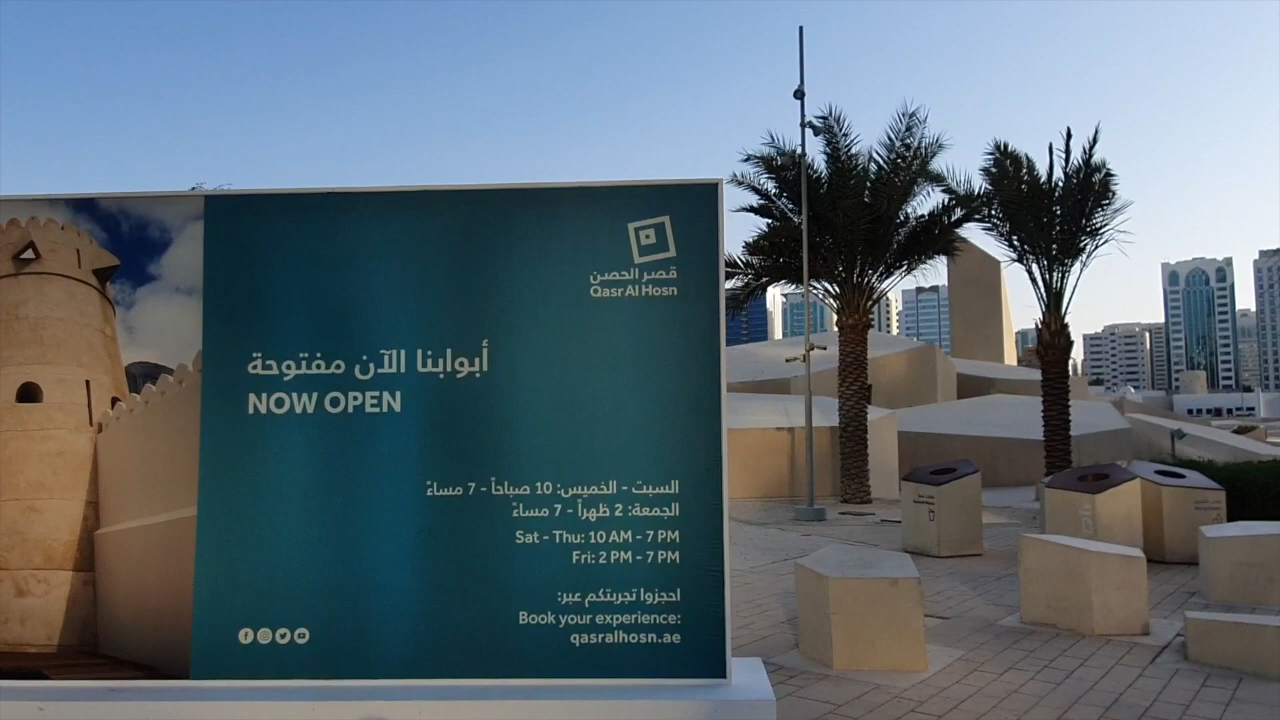 قصر الحصن
Qasr Al Hosn
أبوابنا الآن مفتوحة
NOW OPEN
السبت - الخميس: 10 صباحاً - 7 مساءً
الجمعة: 2 ظهراً - 7 مساءً
Sat - Thu: 10 AM - 7 PM
Fri: 2 PM - 7 PM
احجزوا تجربتكم عبر:
Book your experience:
qasralhosn.ae